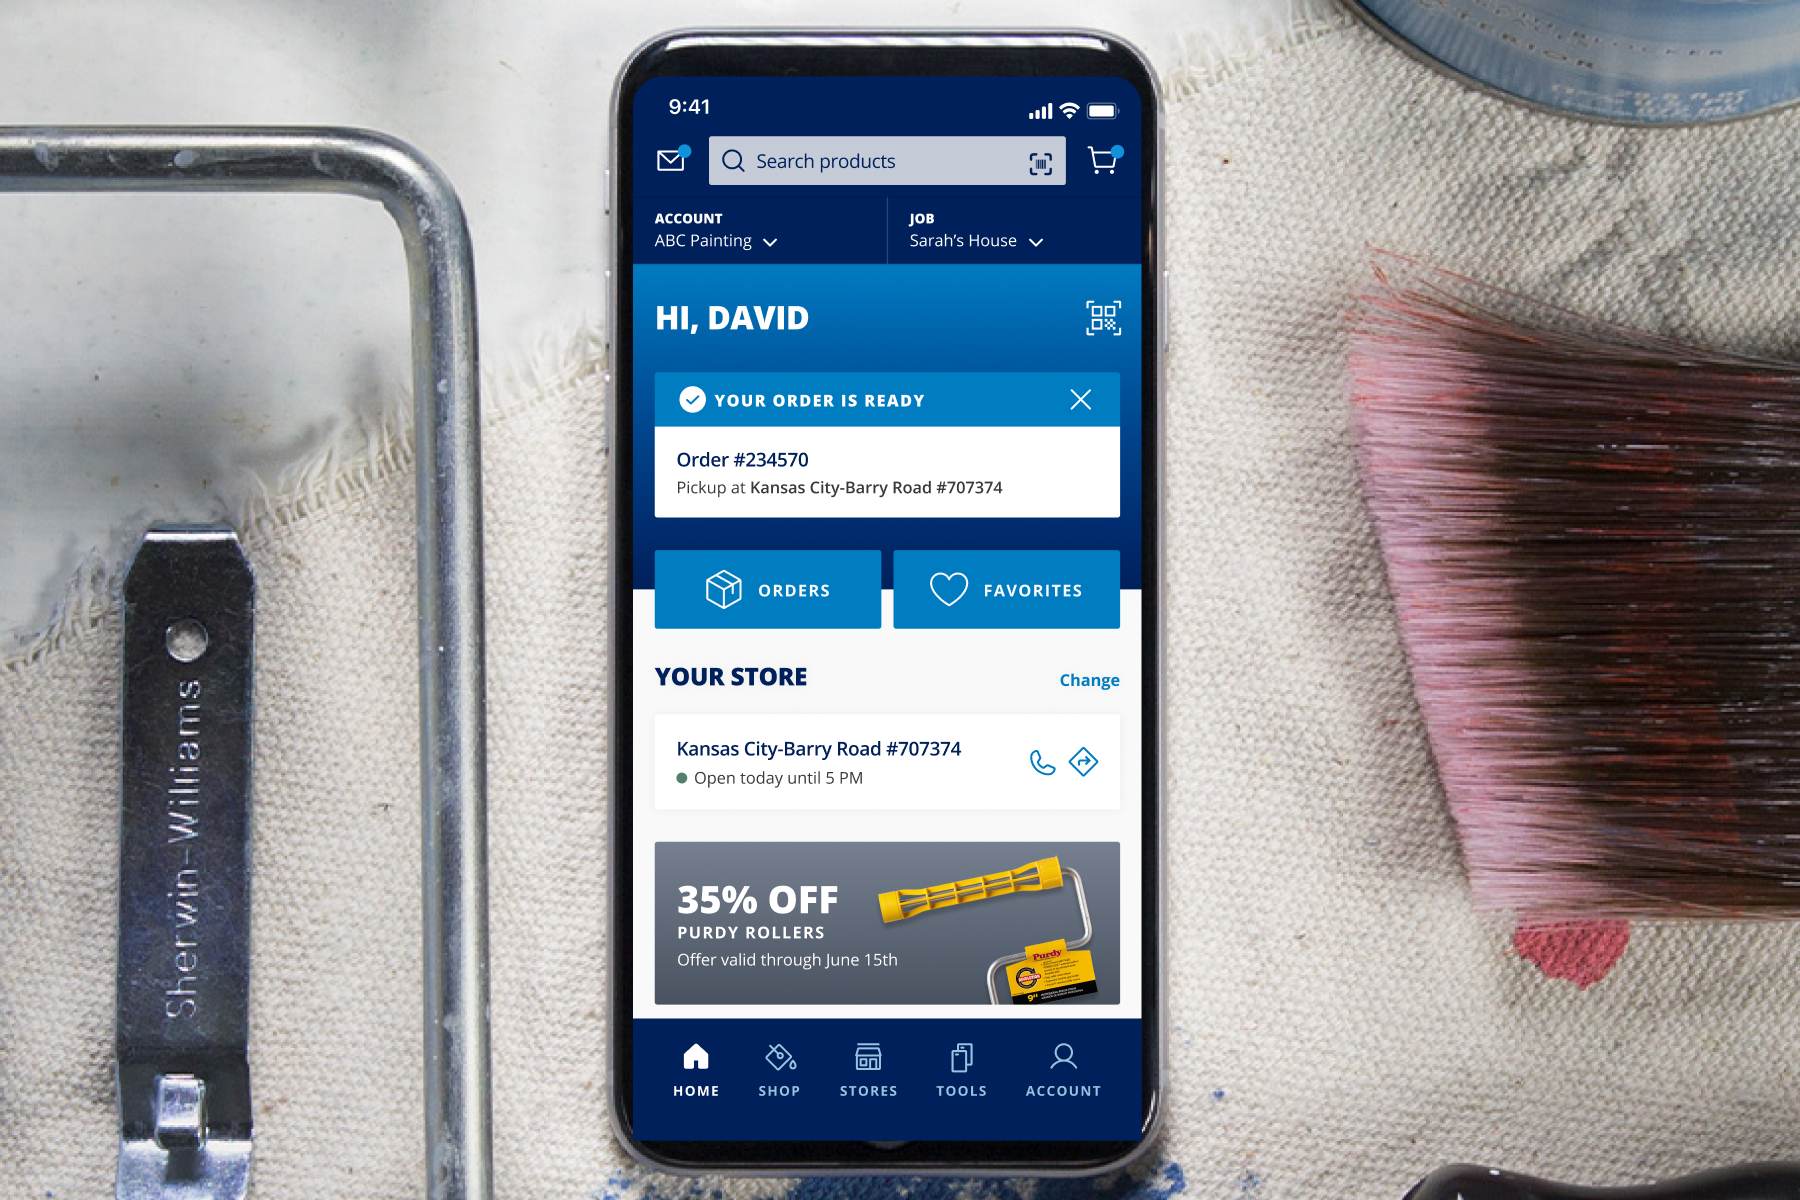 9:41
Search products
ACCOUNT
ABC Painting
JOB
Sarah's House
HI, DAVID
YOUR ORDER IS READY
Order #234570
Pickup at Kansas City-Barry Road #707374
ORDERS
FAVORITES
YOUR STORE
Change
Kansas City-Barry Road #707374
Open today until 5 PM
35% OFF
PURDY ROLLERS
Offer valid through June 15th
Purdy
9"
HOME
SHOP
STORES
TOOLS
ACCOUNT
Sherwin-Williams